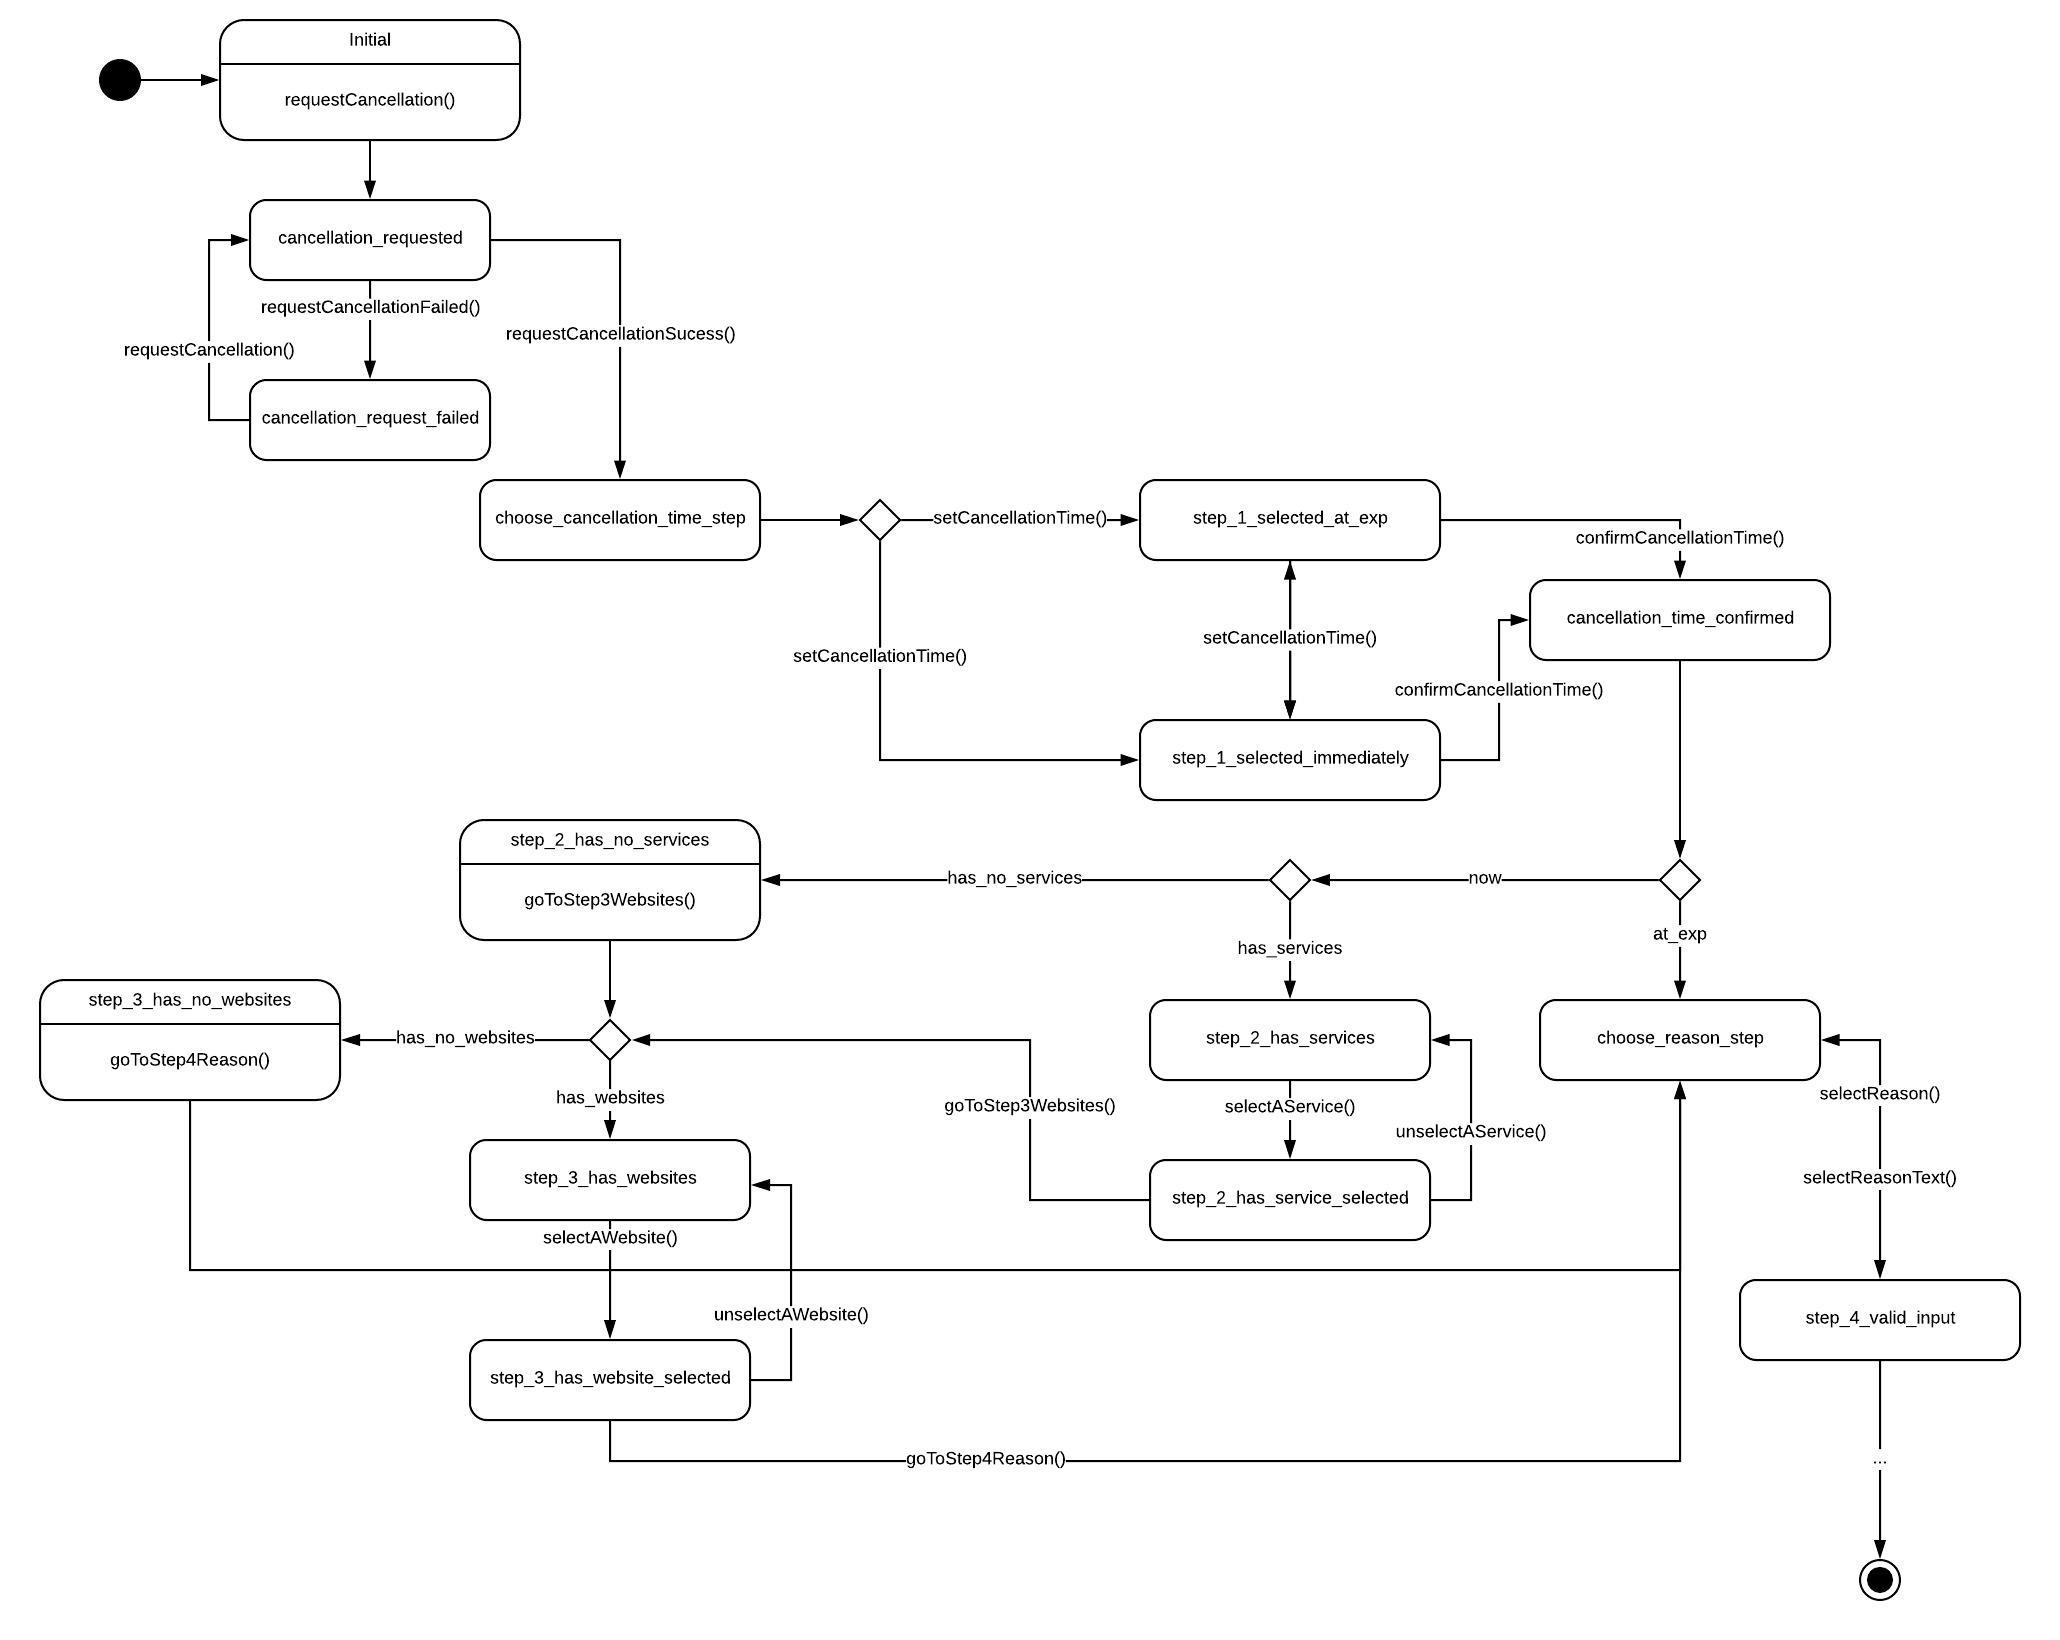 Initial
requestCancellation()
cancellation_requested
requestCancellationFailed()
requestCancellationSucess()
requestCancellation()
cancellation_request_failed
choose_cancellation_time_step
setCancellationTime()
step_1_selected_at_exp
confirmCancellationTime()
cancellation_time_confirmed
setCancellationTime()
setCancellationTime()
confirmCancellationTime()
step_1_selected_immediately
step_2_has_no_services
goToStep3Websites()
has_no_services
now
at_exp
has_services
step_3_has_no_websites
goToStep4Reason()
has_no_websites
step_2_has_services
choose_reason_step
has_websites
goToStep3Websites()
selectAService()
unselectAService()
selectReason()
selectReasonText()
step_3_has_websites
step_2_has_service_selected
selectAWebsite()
unselectAWebsite()
step_4_valid_input
step_3_has_website_selected
goToStep4Reason()
...